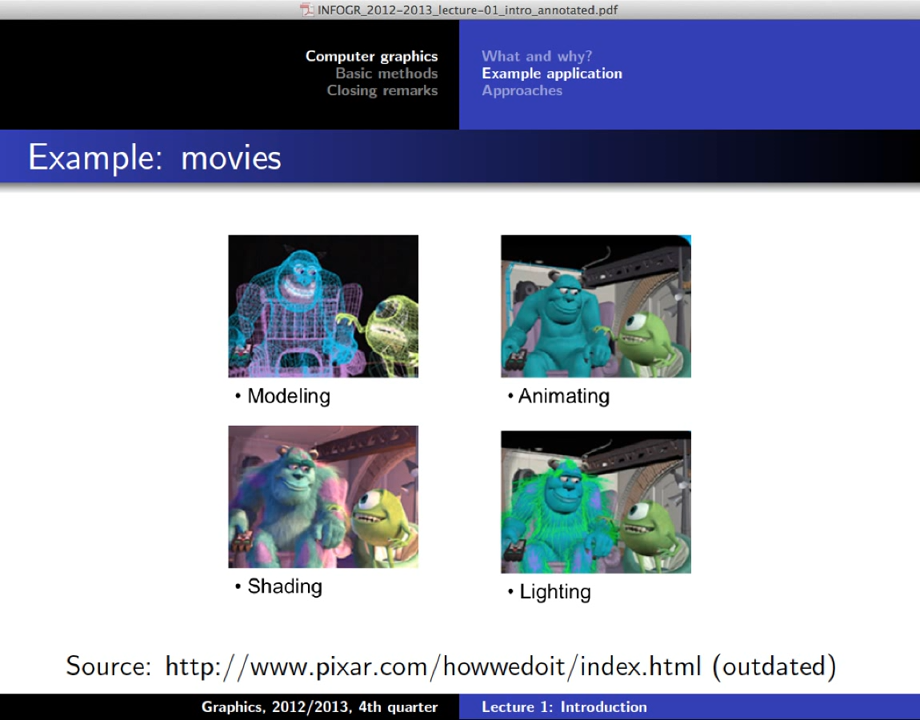 INFOGR_2012-2013_lecture-01_intro_annotated.pdf
Computer graphics
Basic methods
Closing remarks
What and why?
Example application
Approaches
Example: movies
• Modeling
• Animating
• Shading
• Lighting
Source: http://www.pixar.com/howwedoit/index.html (outdated)
Graphics, 2012/2013, 4th quarter
Lecture 1: Introduction